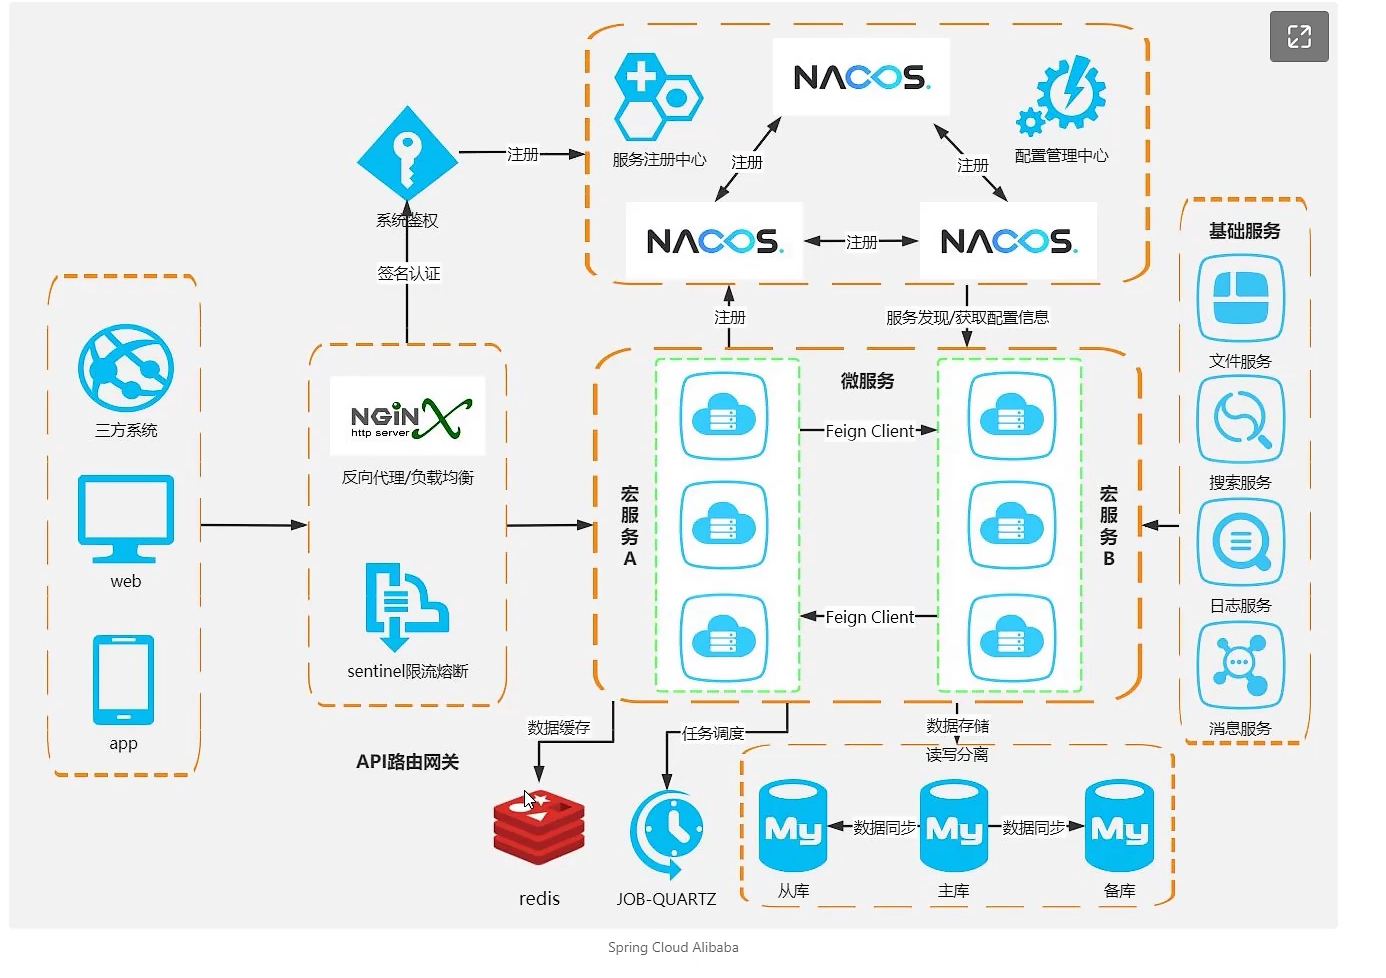 NACOS.
服务注册中心
配置管理中心
注册
注册
注册
系统鉴权
NACOS.
注册
NACOS.
签名认证
注册
服务发现/获取配置信息
基础服务
文件服务
搜索服务
日志服务
消息服务
三方系统
web
app
NGiNX
http server
反向代理/负载均衡
sentinel限流熔断
API路由网关
微服务
宏服务A
宏服务B
Feign Client
Feign Client
数据缓存
任务调度
数据存储
读写分离
redis
JOB-QUARTZ
My
数据同步
My
数据同步
My
从库
主库
备库
Spring Cloud Alibaba